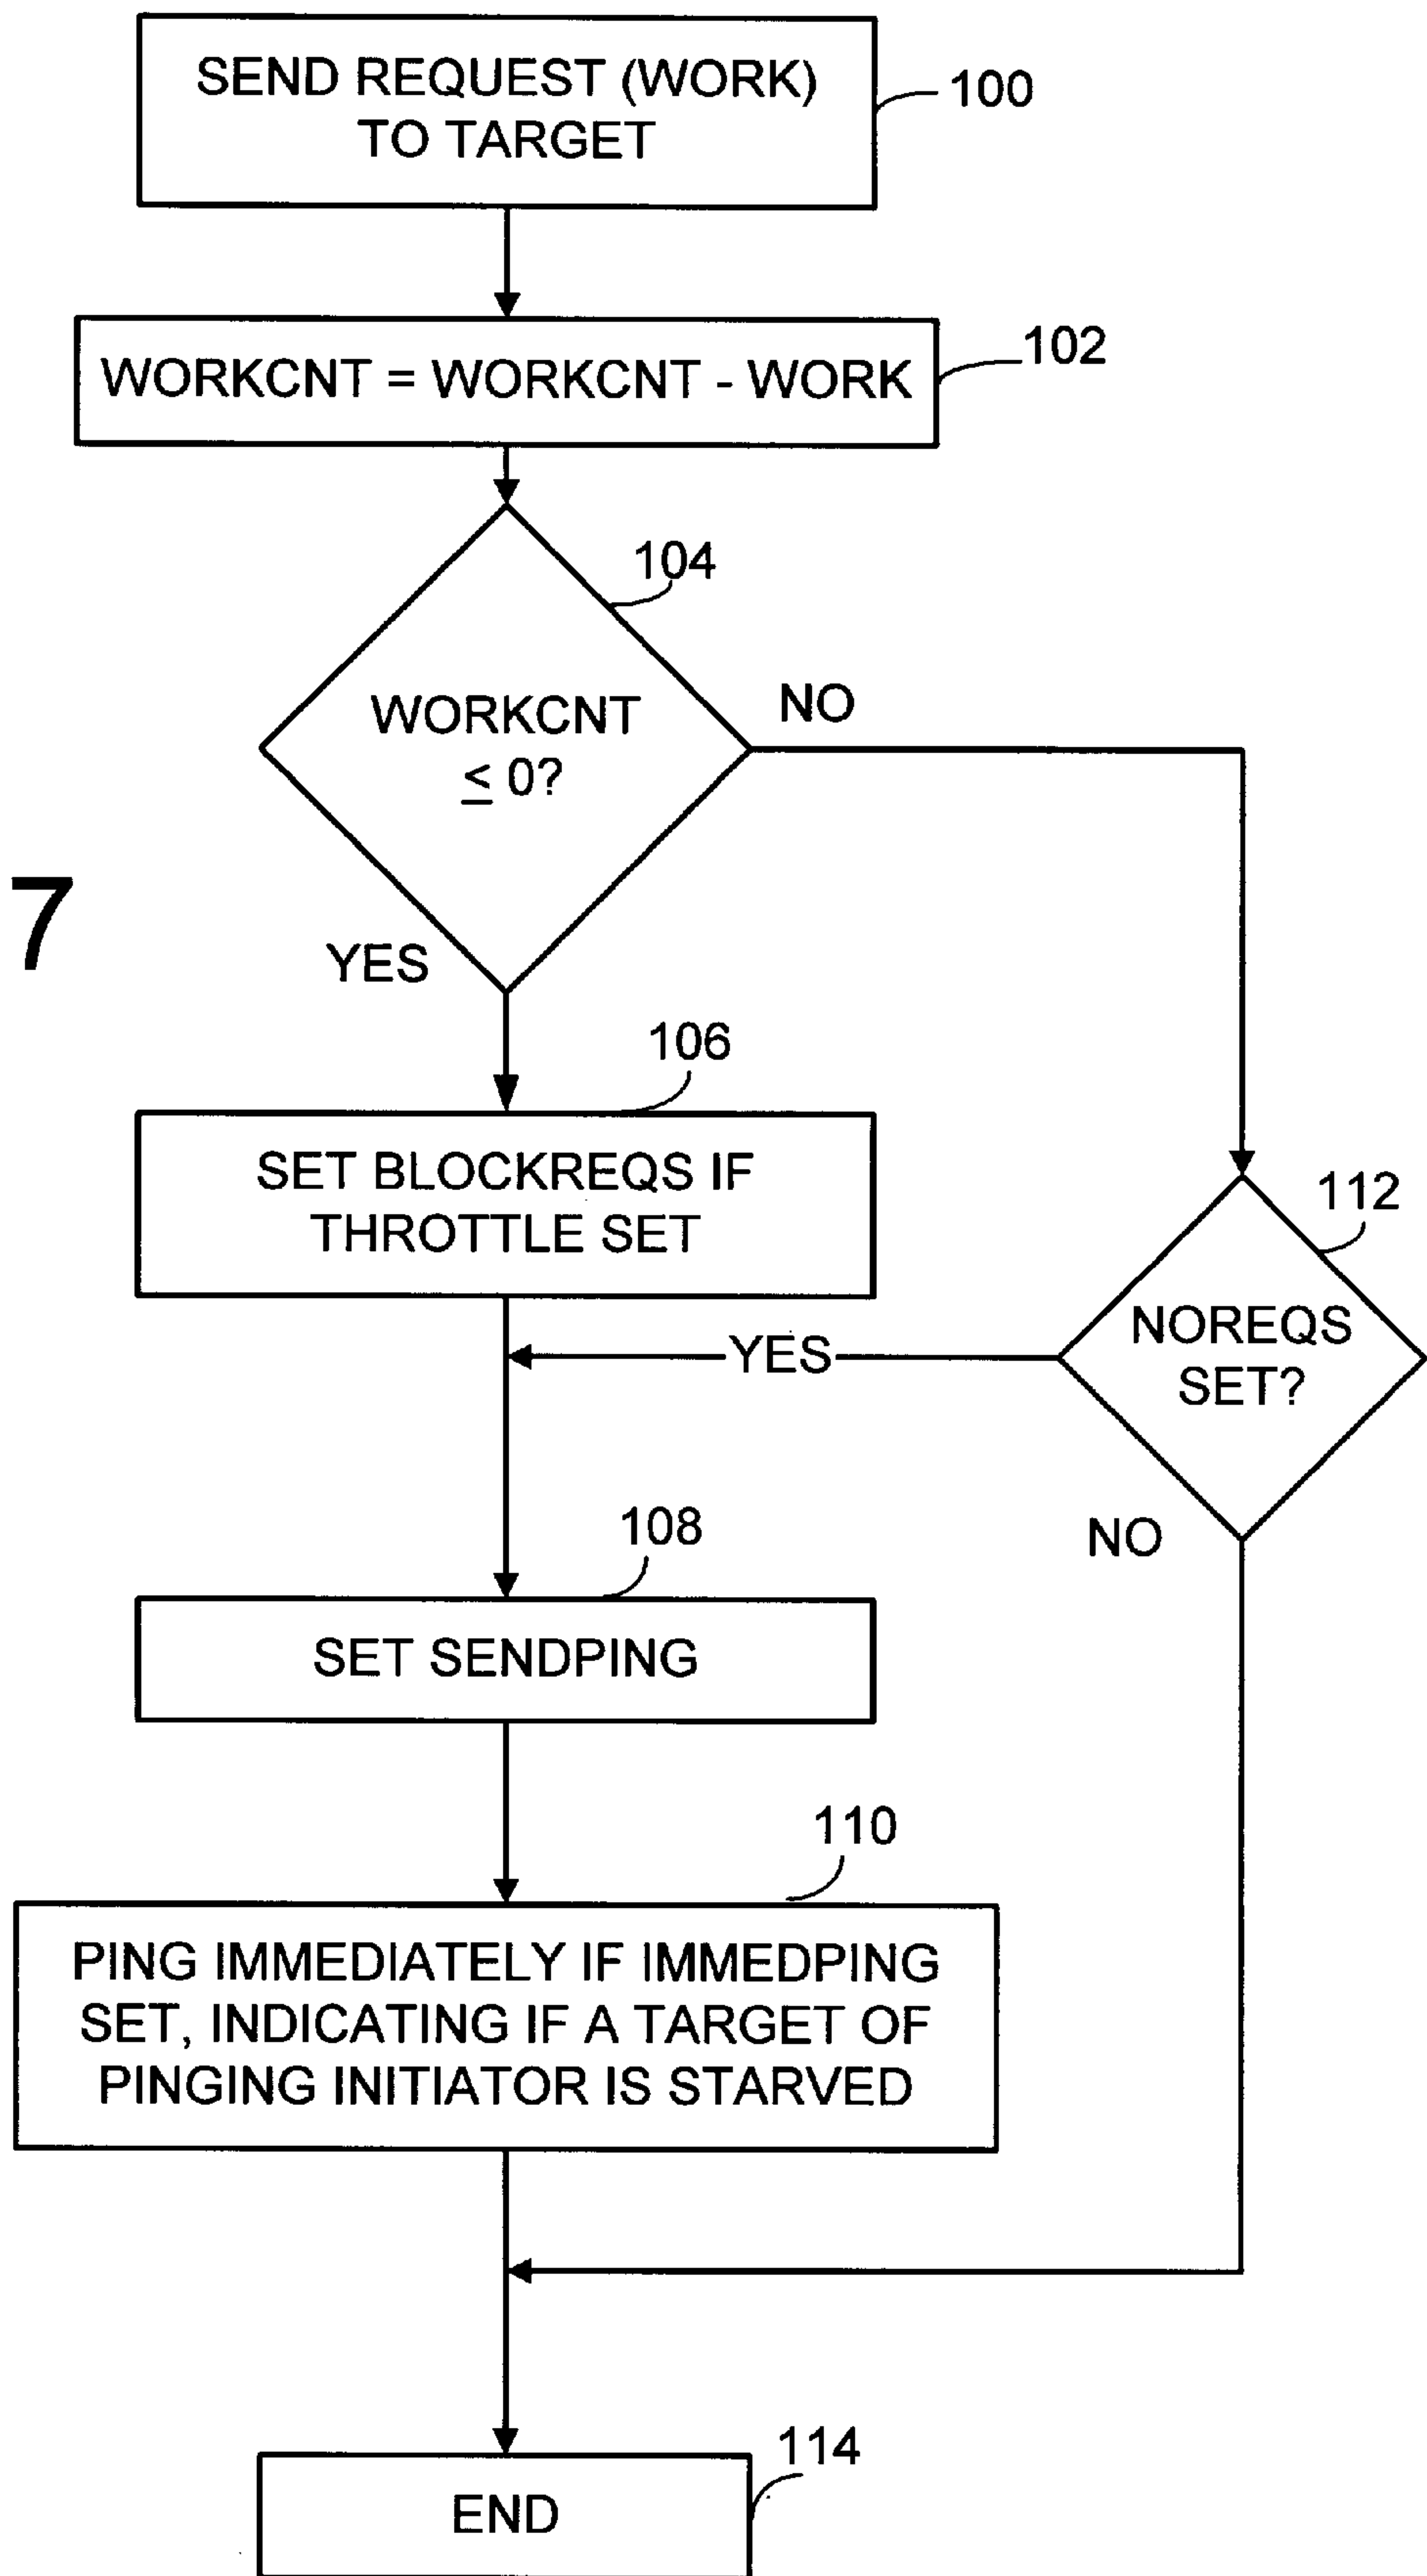 SEND REQUEST (WORK)
TO TARGET
100
WORKCNT = WORKCNT - WORK
102
104
WORKCNT
≤ 0?
NO
7
YES
106
SET BLOCKREQS IF
THROTTLE SET
112
NOREQS
SET?
YES
NO
108
SET SENDPING
110
PING IMMEDIATELY IF IMMEDPING
SET, INDICATING IF A TARGET OF
PINGING INITIATOR IS STARVED
114
END